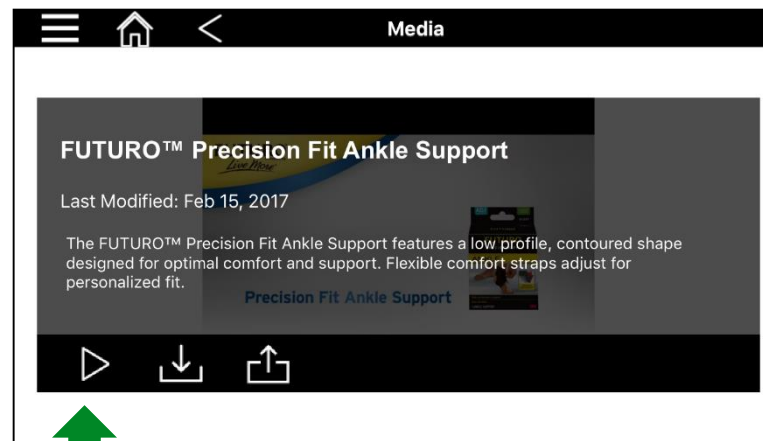 Media
FUTURO™ Precision Fit Ankle Support
Live More
Last Modified: Feb 15, 2017
The FUTURO™ Precision Fit Ankle Support features a low profile, contoured shape
designed for optimal comfort and support. Flexible comfort straps adjust for
personalized fit.
Precision Fit Ankle Support